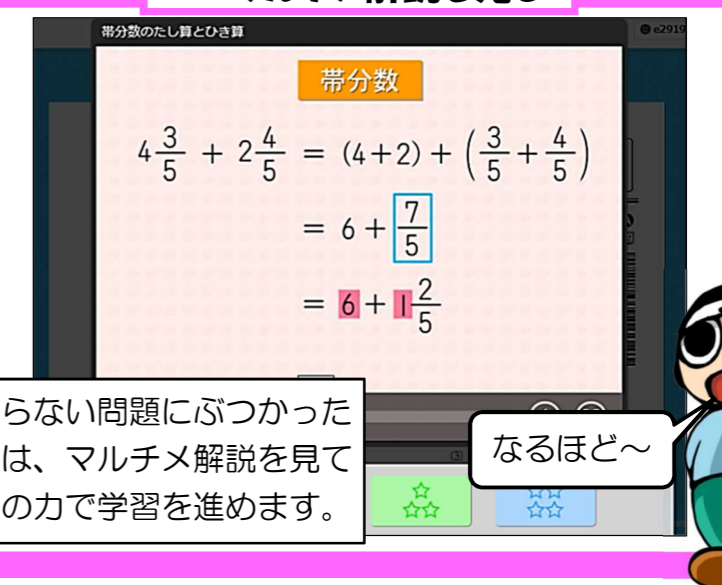 帯分数のたし算とひき算
e2919
帯分数
4 3/5 + 2 4/5 = (4+2) + (3/5 + 4/5)
= 6 + 7/5
= 6 + 1 2/5
らない問題にぶつかった
は、マルチメ解説を見て
の力で学習を進めます。
(3)
なるほど～